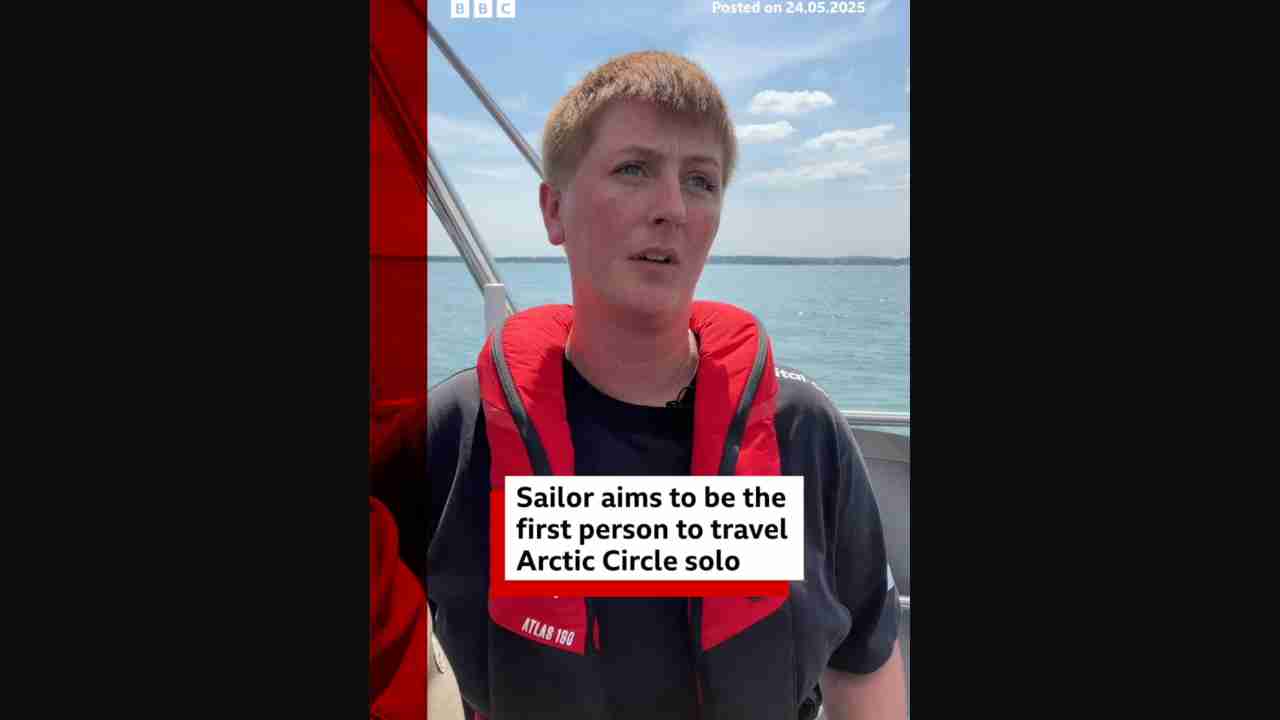 BBC
Posted on 24.05.2025
ital
Sailor aims to be the
first person to travel
Arctic Circle solo
ATLAS 190